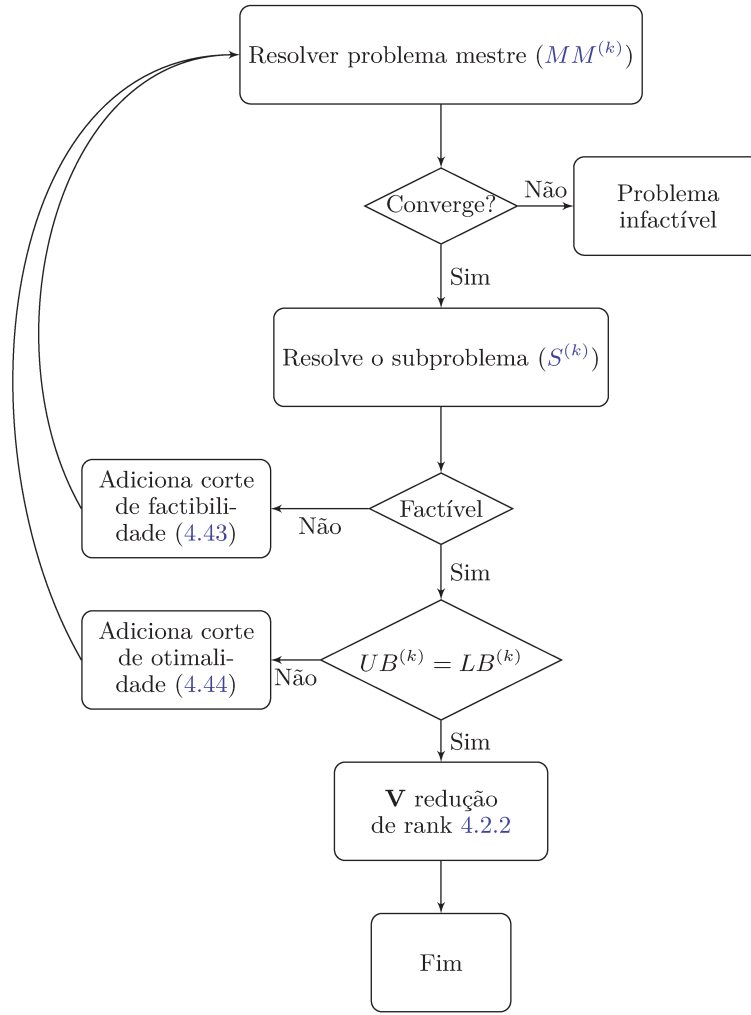 Resolver problema mestre (MM^(k))
Converge?
Não
Problema
infactível
Sim
Resolve o subproblema (S^(k))
Adiciona corte
de factibili-
dade (4.43)
Não
Factível
Sim
Adiciona corte
de otimali-
dade (4.44)
Não
UB^(k) = LB^(k)
Sim
V redução
de rank 4.2.2
Fim